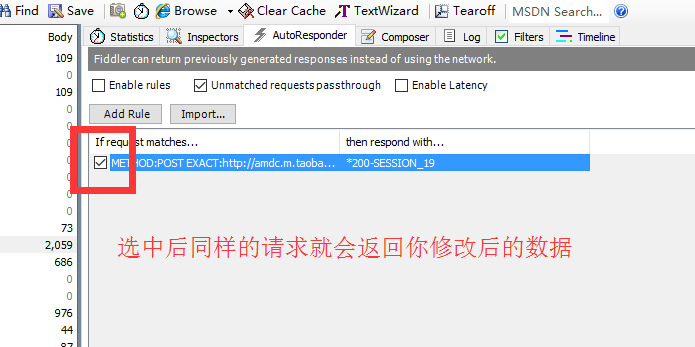 Find Save Browse Clear Cache TextWizard Tearoff MSDN Search...
Body Statistics Inspectors AutoResponder Composer Log Filters Timeline
109 Fiddler can return previously generated responses instead of using the network.
0 Enable rules Unmatched requests passthrough Enable Latency
109
0 Add Rule Import...
0
0 If request matches... then respond with...
0 METHOD:POST EXACT:http://amdc.m.taoba... *200-SESSION_19
0
0
73
2,059 选中后同样的请求就会返回你修改后的数据
686
0
0
976
44
87